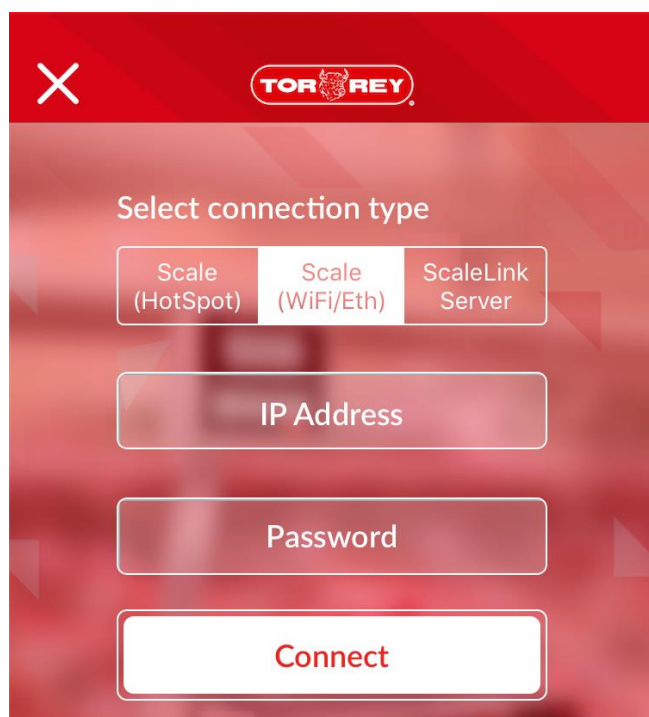 TOR REY
Select connection type
Scale
(HotSpot)
Scale
(WiFi/Eth)
ScaleLink
Server
IP Address
Password
Connect